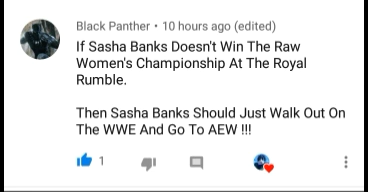 Black Panther • 10 hours ago (edited)
If Sasha Banks Doesn't Win The Raw
Women's Championship At The Royal
Rumble.
Then Sasha Banks Should Just Walk Out On
The WWE And Go To AEW !!!
1